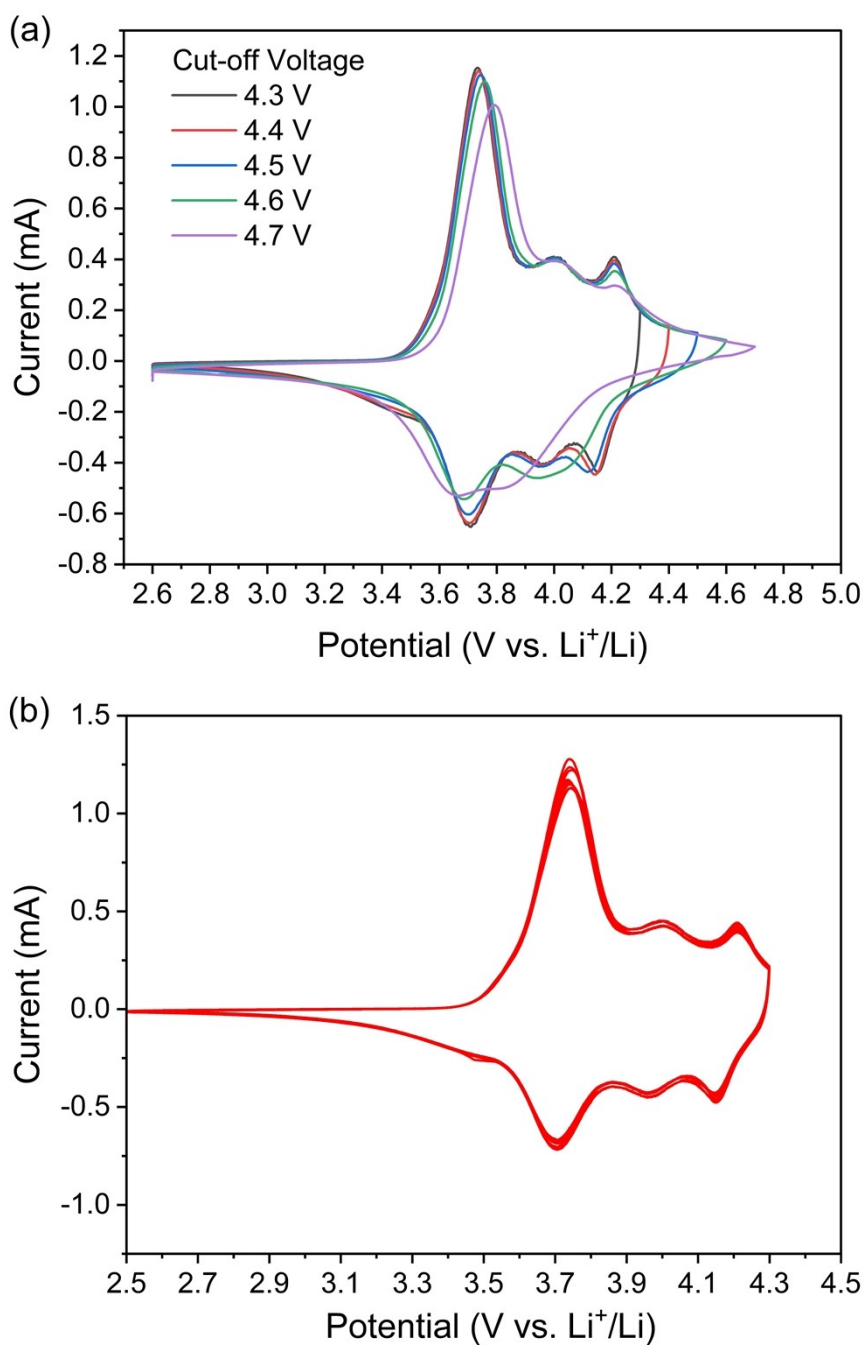 (a)
Cut-off Voltage
4.3 V
4.4 V
4.5 V
4.6 V
4.7 V
1.2
1.0
0.8
0.6
0.4
0.2
0.0
-0.2
-0.4
-0.6
-0.8
Current (mA)
2.6 2.8 3.0 3.2 3.4 3.6 3.8 4.0 4.2 4.4 4.6 4.8 5.0
Potential (V vs. Li⁺/Li)
(b)
1.5
1.0
0.5
0.0
-0.5
-1.0
Current (mA)
2.5 2.7 2.9 3.1 3.3 3.5 3.7 3.9 4.1 4.3 4.5
Potential (V vs. Li⁺/Li)